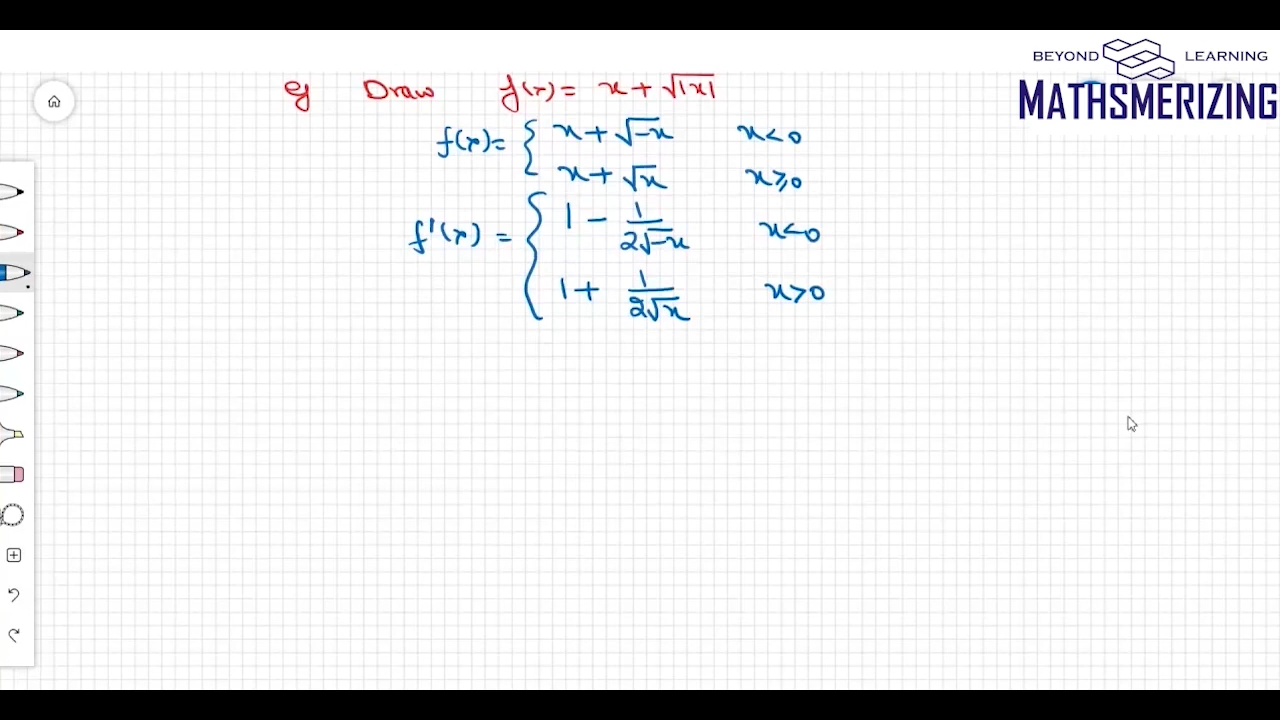 BEYOND LEARNING
MATHSMERIZING
eg Draw f(x) = x + √|x|
f(x) = { x + √-x x < 0
x + √x x ≥ 0
f'(x) = { 1 - 1/2√-x x < 0
1 + 1/2√x x > 0